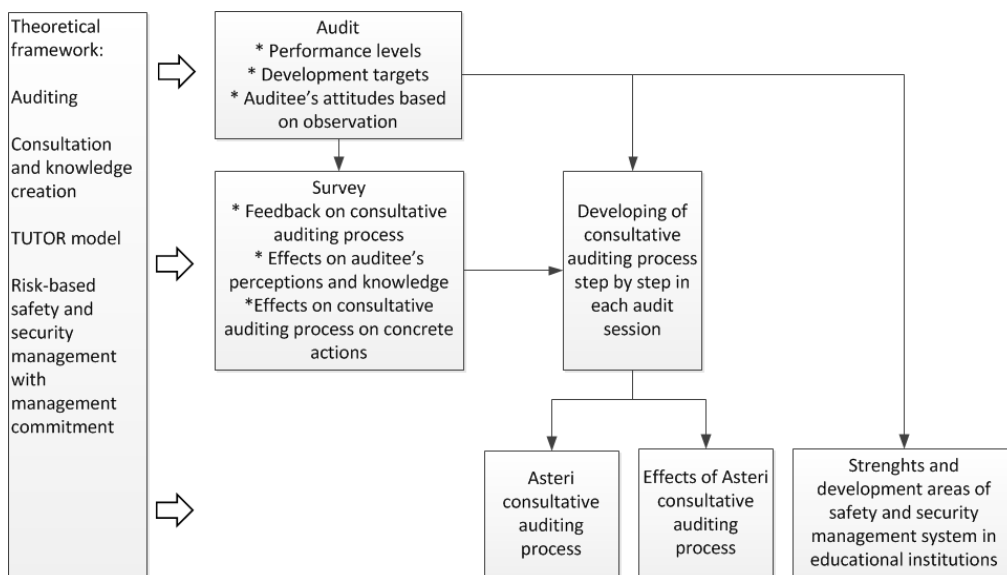 Theoretical
framework:
Auditing
Consultation
and knowledge
creation
TUTOR model
Risk-based
safety and
security
management
with
management
commitment
Audit
* Performance levels
* Development targets
* Auditee's attitudes based
on observation
Survey
* Feedback on consultative
auditing process
* Effects on auditee's
perceptions and knowledge
*Effects on consultative
auditing process on concrete
actions
Developing of
consultative
auditing process
step by step in
each audit
session
Asteri
consultative
auditing
process
Effects of Asteri
consultative
auditing
process
Strenghts and
development areas of
safety and security
management system in
educational institutions